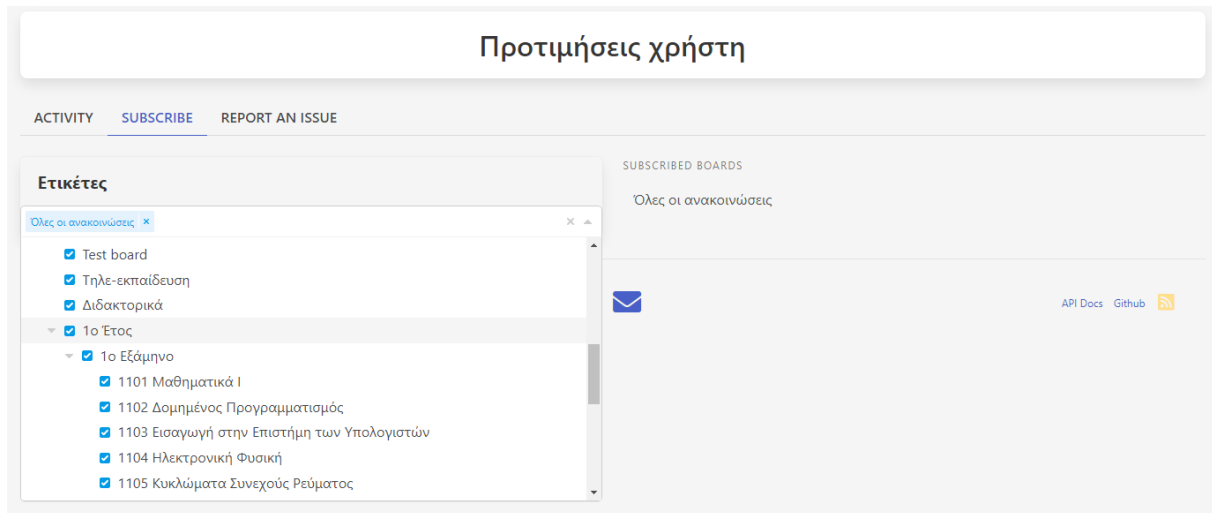 Προτιμήσεις χρήστη
ACTIVITY SUBSCRIBE REPORT AN ISSUE
Ετικέτες
Όλες οι ανακοινώσεις ×
Test board
Τηλε-εκπαίδευση
Διδακτορικά
1ο Έτος
1ο Εξάμηνο
1101 Μαθηματικά Ι
1102 Δομημένος Προγραμματισμός
1103 Εισαγωγή στην Επιστήμη των Υπολογιστών
1104 Ηλεκτρονική Φυσική
1105 Κυκλώματα Συνεχούς Ρεύματος
SUBSCRIBED BOARDS
Όλες οι ανακοινώσεις
API Docs Github